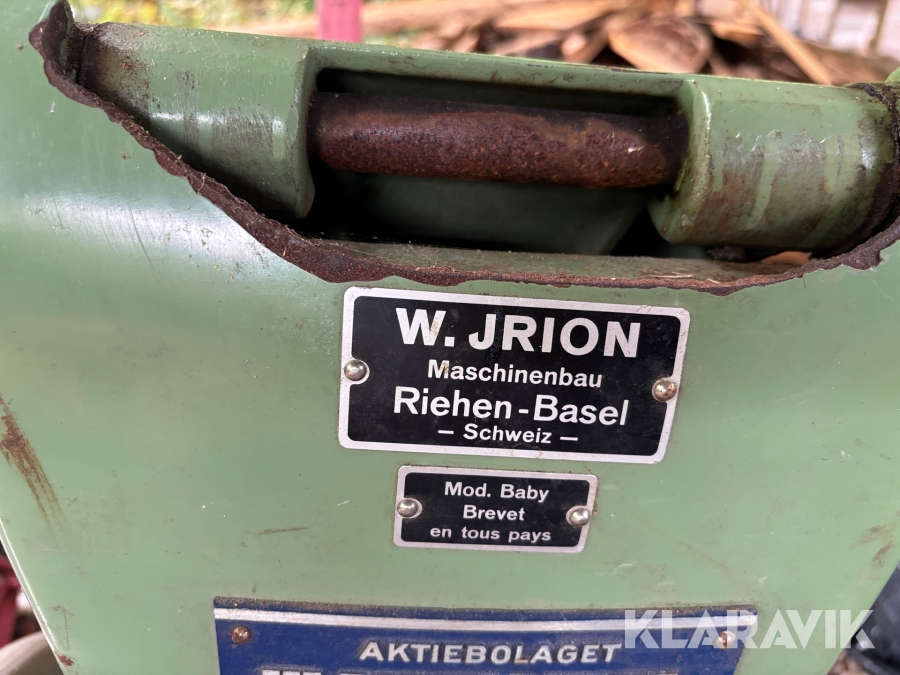 W. JRION
Maschinenbau
Riehen - Basel
– Schweiz –
Mod. Baby
Brevet
en tous pays
AKTIEBOLAGET
KLARAVIK